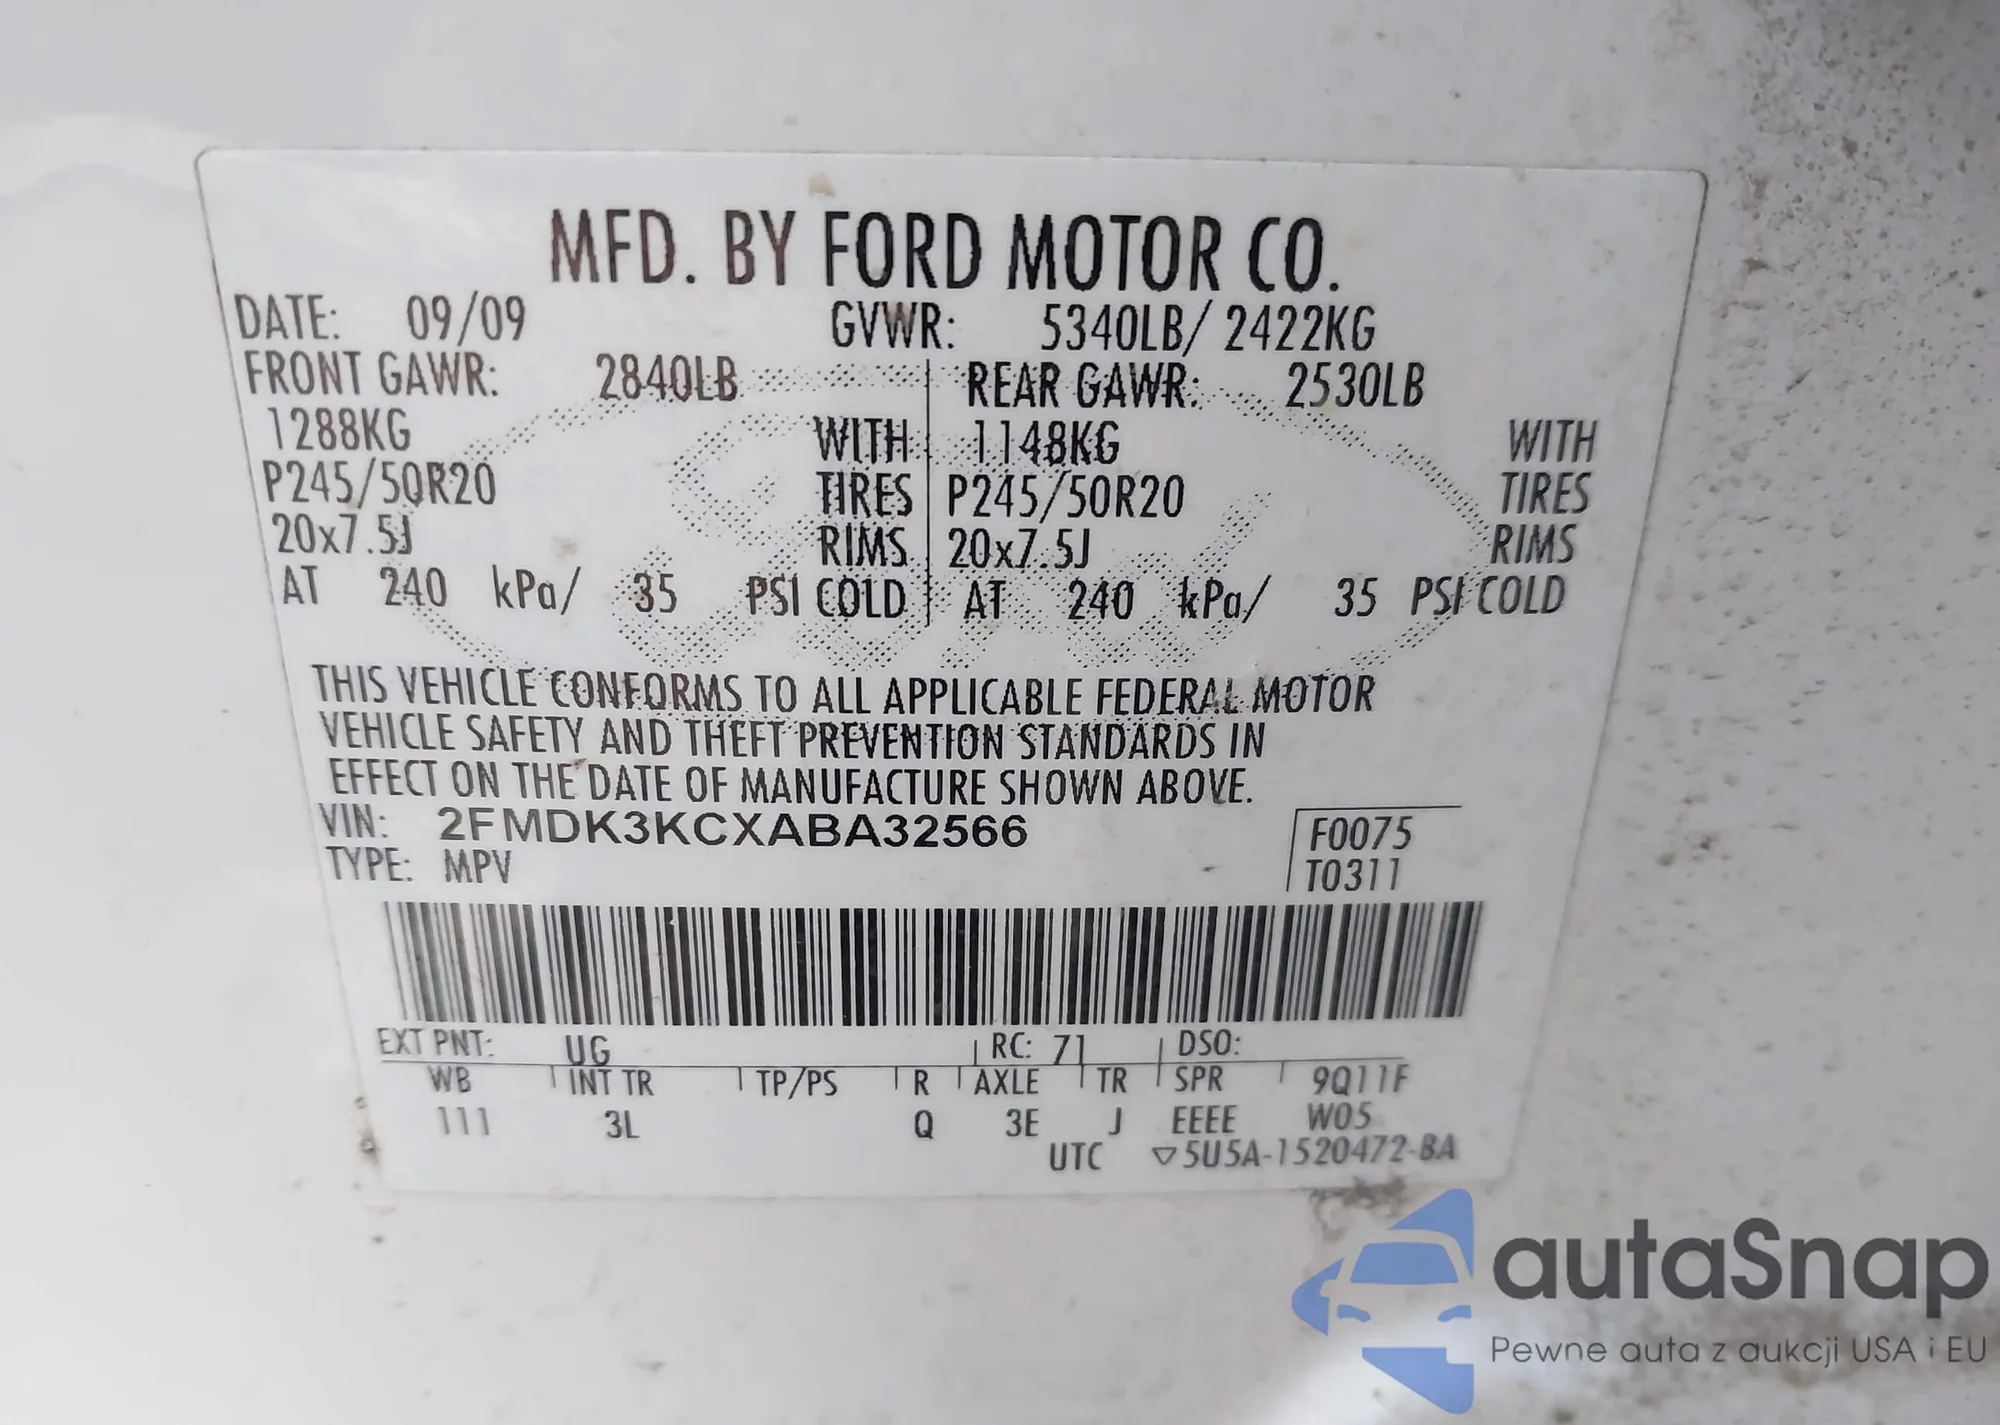 MFD. BY FORD MOTOR CO.
DATE: 09/09 GVWR: 5340LB/ 2422KG
FRONT GAWR: 2840LB REAR GAWR: 2530LB
1288KG WITH 1148KG WITH
P245/50R20 TIRES P245/50R20 TIRES
20x7.5J RIMS 20x7.5J RIMS
AT 240 kPa/ 35 PSI COLD AT 240 kPa/ 35 PSI COLD
THIS VEHICLE CONFORMS TO ALL APPLICABLE FEDERAL MOTOR
VEHICLE SAFETY AND THEFT PREVENTION STANDARDS IN
EFFECT ON THE DATE OF MANUFACTURE SHOWN ABOVE.
VIN: 2FMDK3KCXABA32566 F0075
TYPE: MPV T0311
EXT PNT: UG RC: 71 DSO:
WB INT TR TP/PS R AXLE TR SPR 9Q11F
111 3L Q 3E J EEEE W05
UTC ▽5U5A-1520472-BA
autaSnap
Pewne auta z aukcji USA i EU